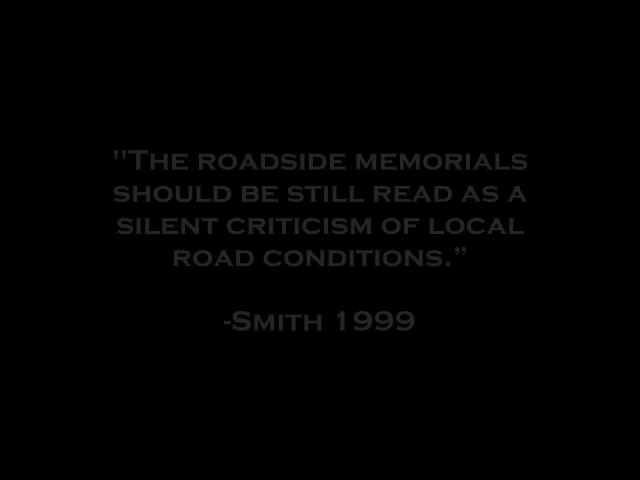 "The roadside memorials
should be still read as a
silent criticism of local
road conditions.”
-Smith 1999